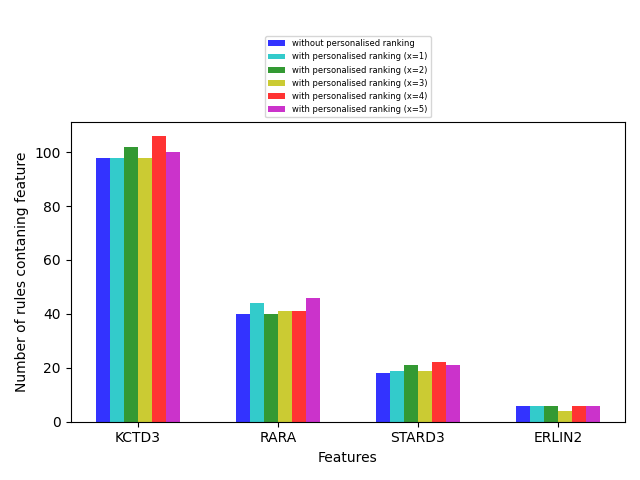 without personalised ranking
with personalised ranking (x=1)
with personalised ranking (x=2)
with personalised ranking (x=3)
with personalised ranking (x=4)
with personalised ranking (x=5)
Number of rules contaning feature
100
80
60
40
20
0
KCTD3 RARA STARD3 ERLIN2
Features